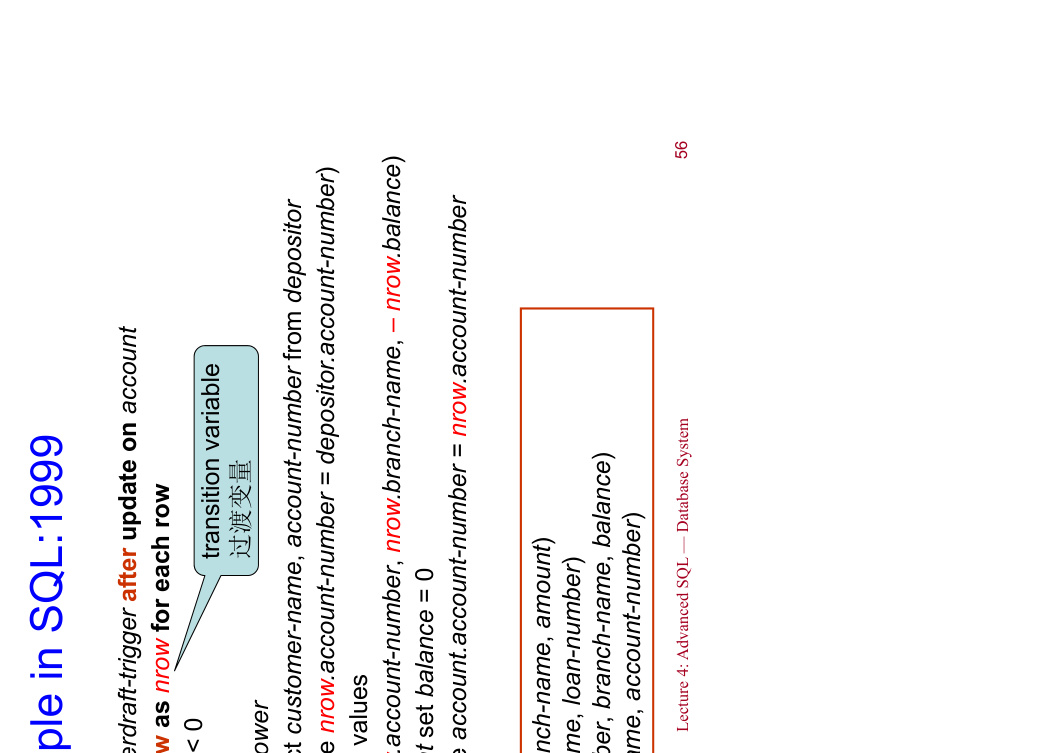 ple in SQL:1999
erdraft-trigger after update on account
w as nrow for each row
< 0
transition variable
过渡变量
ower
ct customer-name, account-number from depositor
e nrow.account-number = depositor.account-number)
values
.account-number, nrow.branch-name, – nrow.balance)
t set balance = 0
e account.account-number = nrow.account-number
nch-name, amount)
me, loan-number)
ber, branch-name, balance)
ame, account-number)
Lecture 4: Advanced SQL — Database System
56